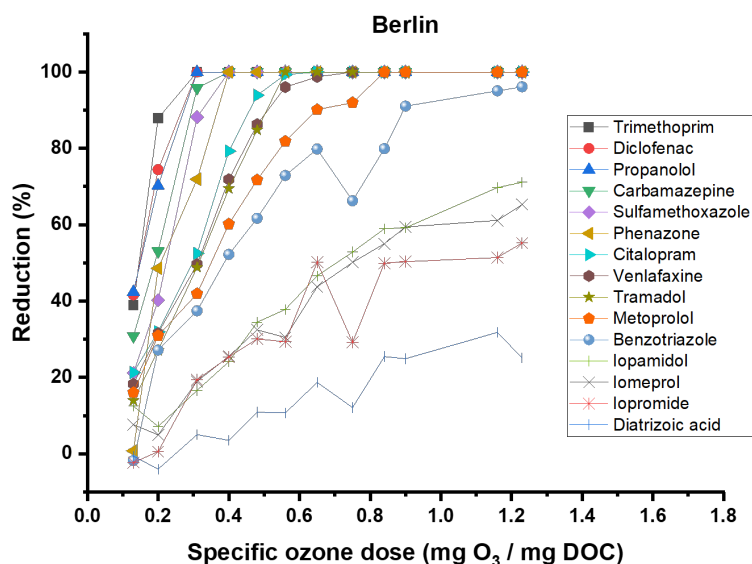 Berlin
Reduction (%)
100
80
60
40
20
0
0.0 0.2 0.4 0.6 0.8 1.0 1.2 1.4 1.6 1.8
Specific ozone dose (mg O₃ / mg DOC)
Trimethoprim
Diclofenac
Propanolol
Carbamazepine
Sulfamethoxazole
Phenazone
Citalopram
Venlafaxine
Tramadol
Metoprolol
Benzotriazole
Iopamidol
Iomeprol
Iopromide
Diatrizoic acid